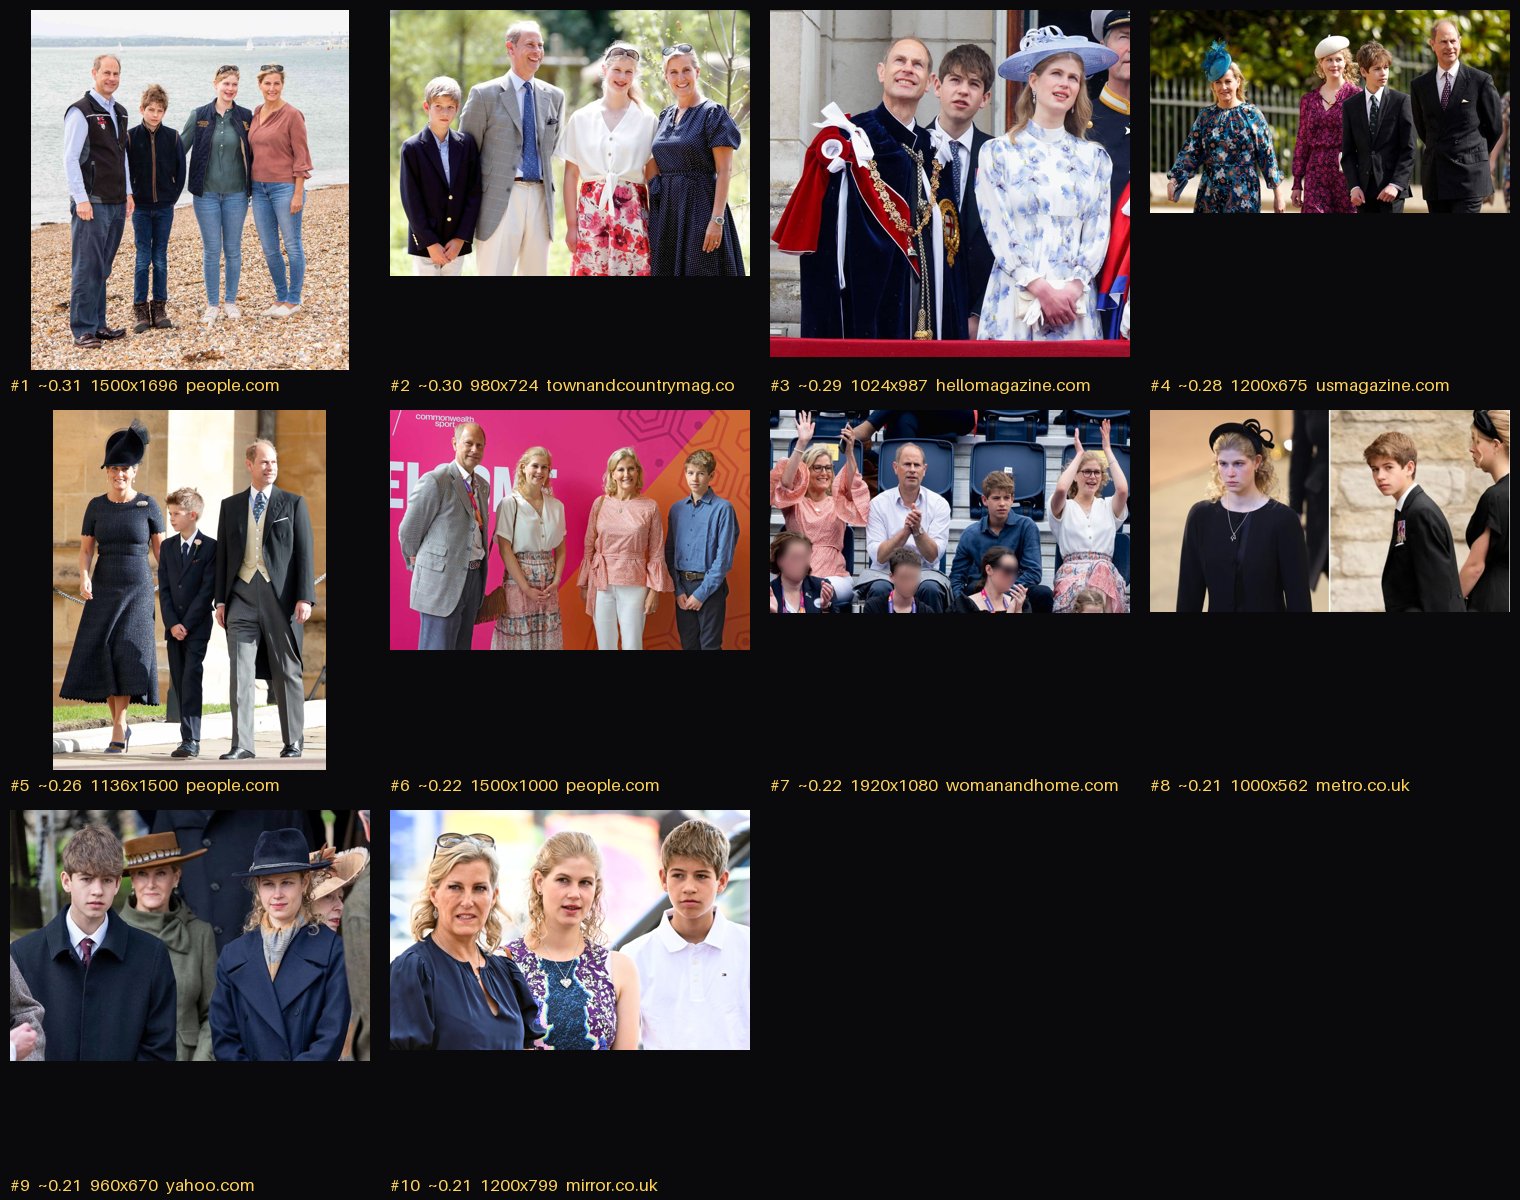 #1 ~0.31 1500x1696 people.com
#2 ~0.30 980x724 townandcountrymag.co
#3 ~0.29 1024x987 hellomagazine.com
#4 ~0.28 1200x675 usmagazine.com
commonwealth
sport
#5 ~0.26 1136x1500 people.com
#6 ~0.22 1500x1000 people.com
#7 ~0.22 1920x1080 womanandhome.com
#8 ~0.21 1000x562 metro.co.uk
#9 ~0.21 960x670 yahoo.com
#10 ~0.21 1200x799 mirror.co.uk